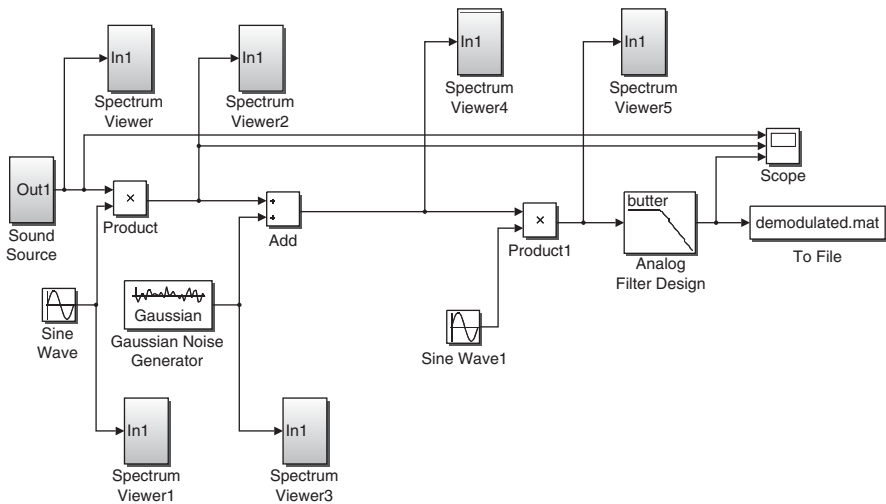 In1
Spectrum
Viewer
In1
Spectrum
Viewer2
In1
Spectrum
Viewer4
In1
Spectrum
Viewer5
Out1
Sound
Source
×
Product
+
+
Add
×
Product1
butter
Analog
Filter Design
Scope
demodulated.mat
To File
Sine
Wave
Gaussian
Gaussian Noise
Generator
Sine Wave1
In1
Spectrum
Viewer1
In1
Spectrum
Viewer3